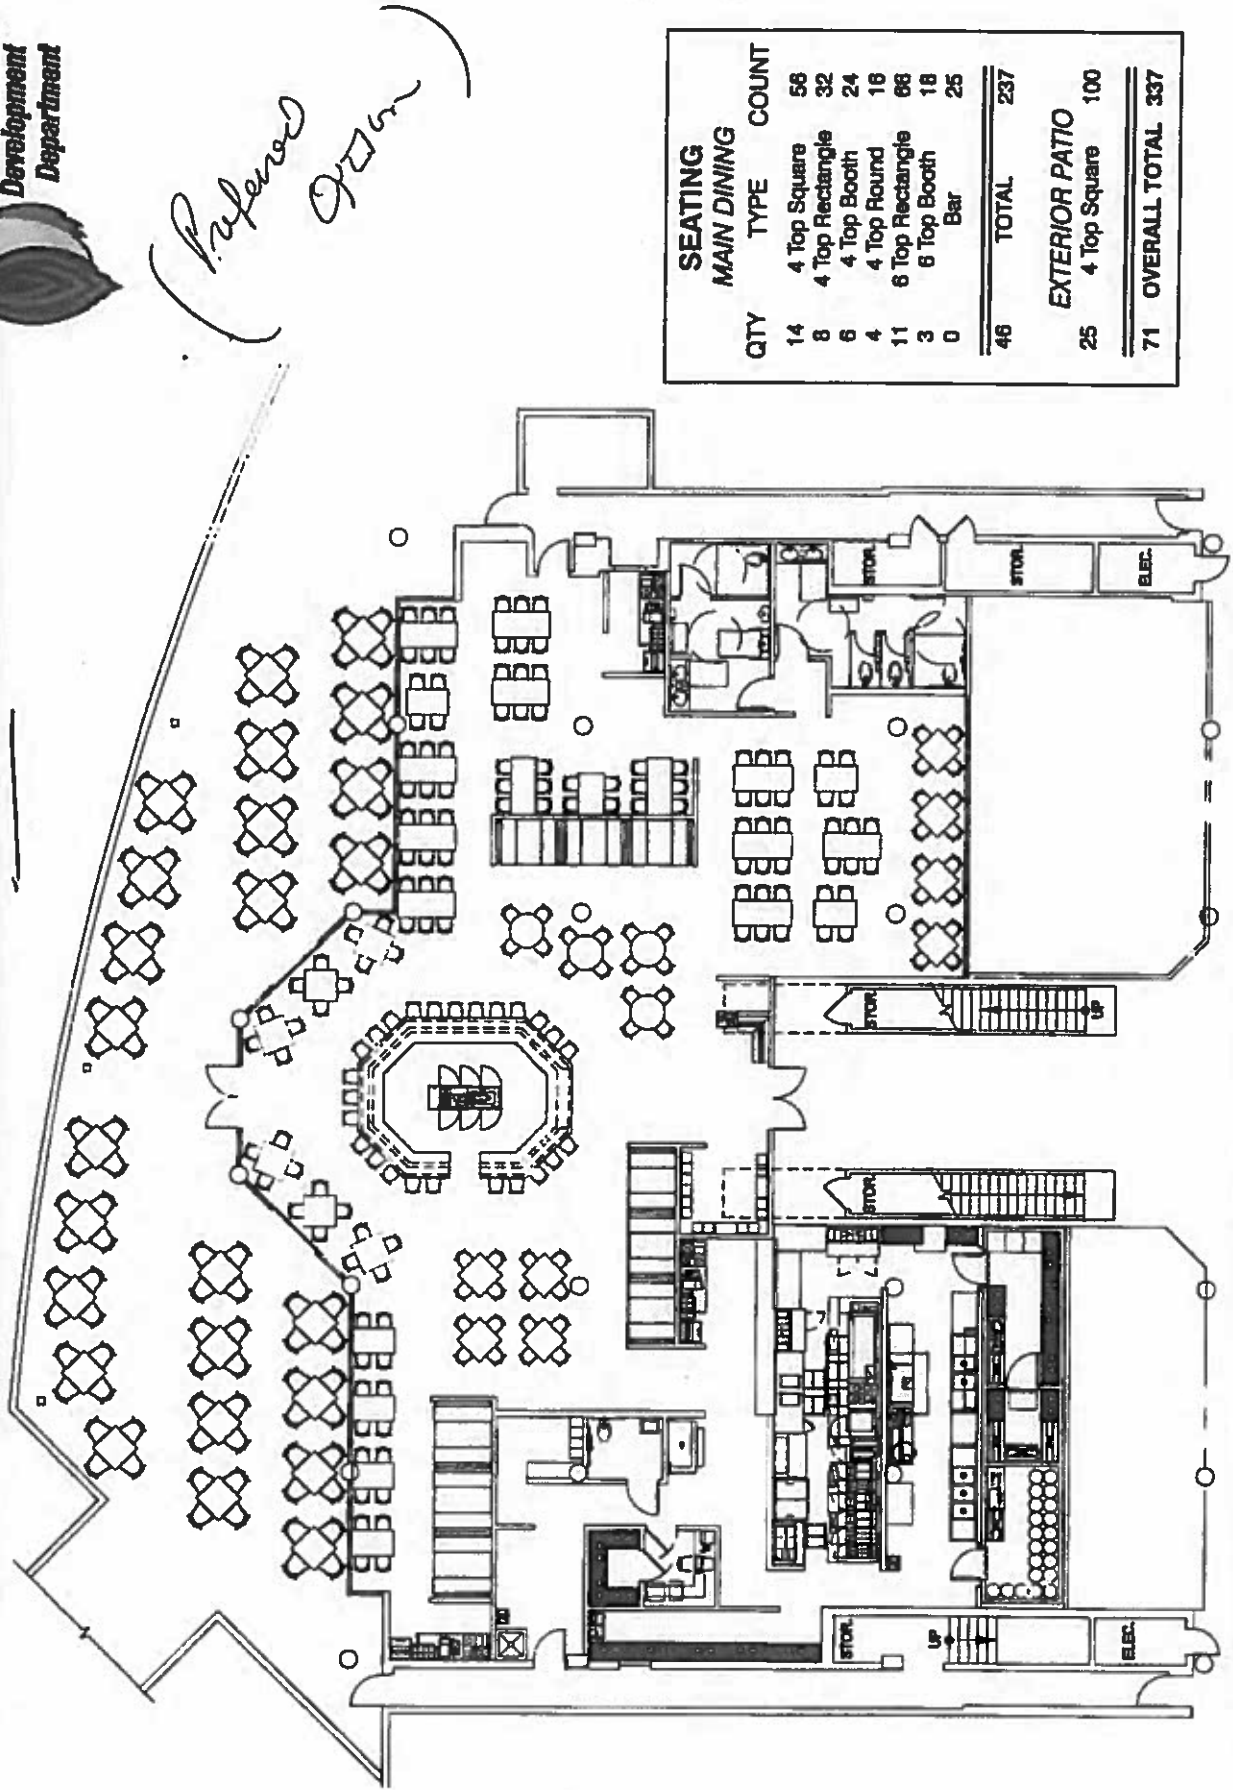 Development
Department
(Preferred
Option)
SEATING
MAIN DINING
QTY TYPE COUNT
14 4 Top Square 56
8 4 Top Rectangle 32
6 4 Top Booth 24
4 4 Top Round 16
11 6 Top Rectangle 66
3 6 Top Booth 18
0 Bar 25
46 TOTAL 237
EXTERIOR PATIO
25 4 Top Square 100
71 OVERALL TOTAL 337
STOR.
STOR.
ELEC.
STOR.
UP
STOR.
STOR.
UP
ELEC.